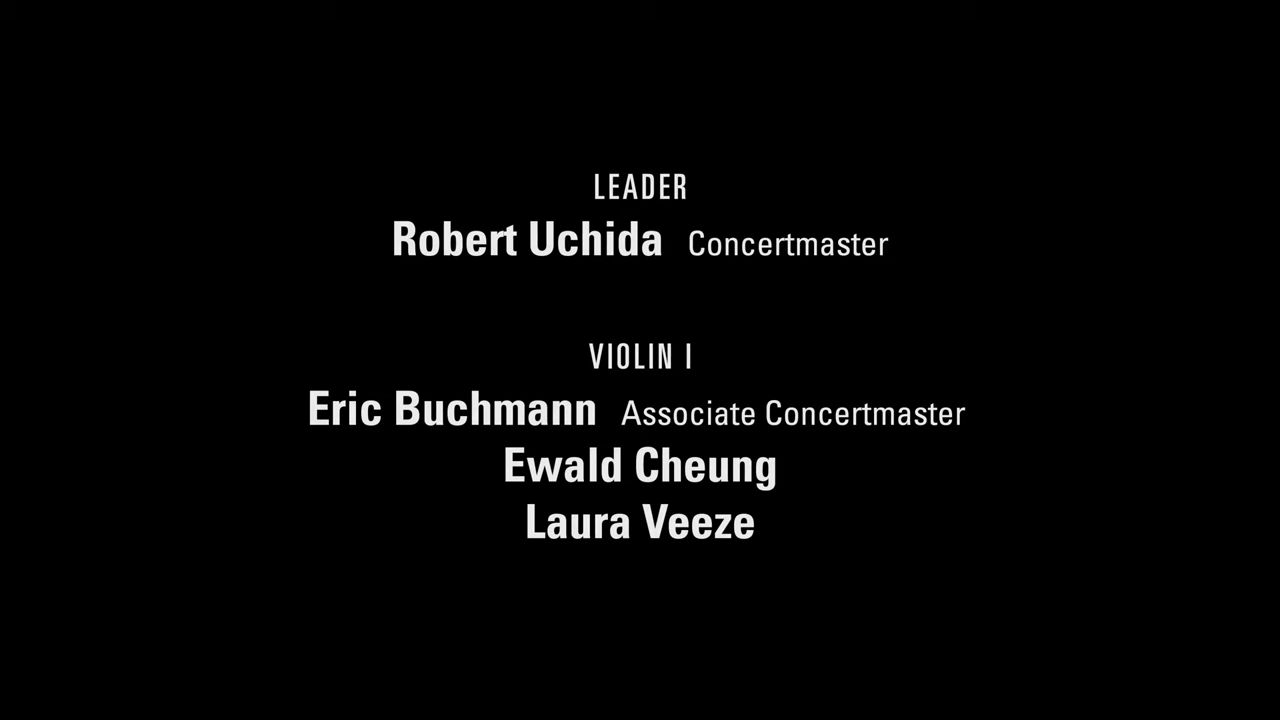 LEADER
Robert Uchida Concertmaster
VIOLIN I
Eric Buchmann Associate Concertmaster
Ewald Cheung
Laura Veeze